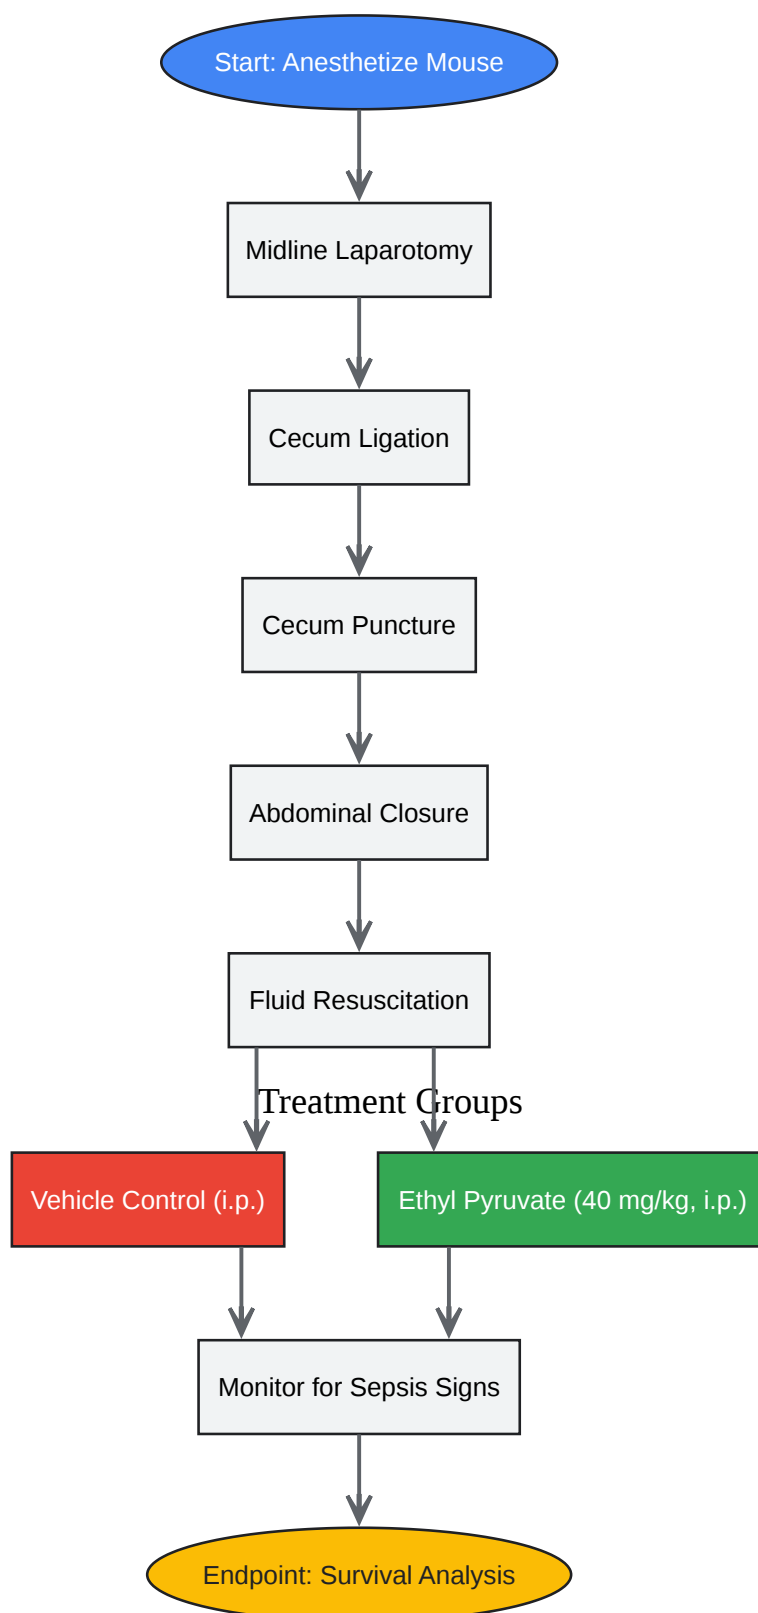 Start: Anesthetize Mouse
Midline Laparotomy
Cecum Ligation
Cecum Puncture
Abdominal Closure
Fluid Resuscitation
Treatment Groups
Vehicle Control (i.p.)
Ethyl Pyruvate (40 mg/kg, i.p.)
Monitor for Sepsis Signs
Endpoint: Survival Analysis